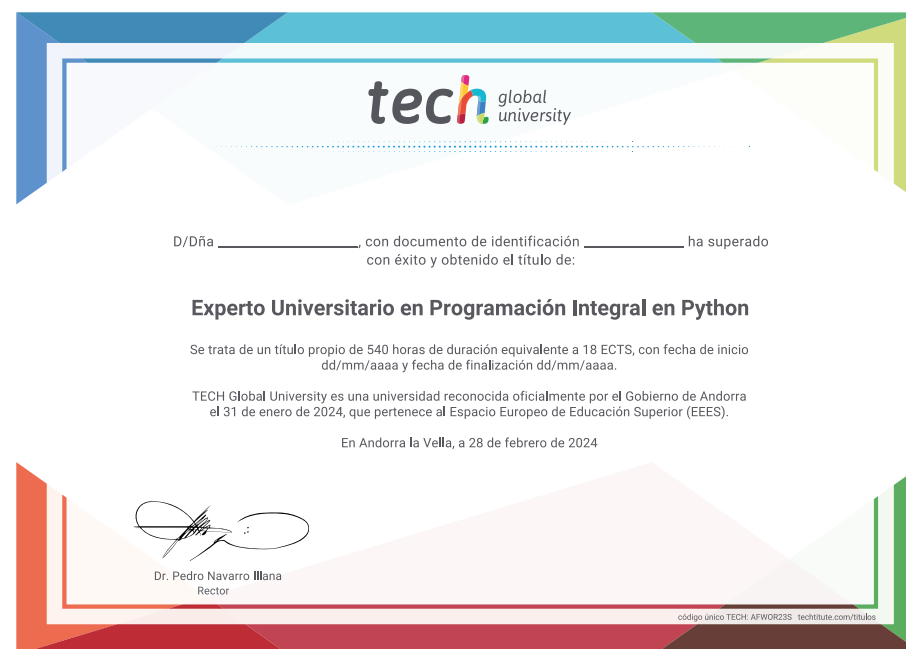 tech global
university
D/Dña ____________, con documento de identificación ____________ ha superado
con éxito y obtenido el título de:
Experto Universitario en Programación Integral en Python
Se trata de un título propio de 540 horas de duración equivalente a 18 ECTS, con fecha de inicio
dd/mm/aaaa y fecha de finalización dd/mm/aaaa.
TECH Global University es una universidad reconocida oficialmente por el Gobierno de Andorra
el 31 de enero de 2024, que pertenece al Espacio Europeo de Educación Superior (EEES).
En Andorra la Vella, a 28 de febrero de 2024
Dr. Pedro Navarro Illana
Rector
código único TECH: AFWOR23S techtitute.com/titulos